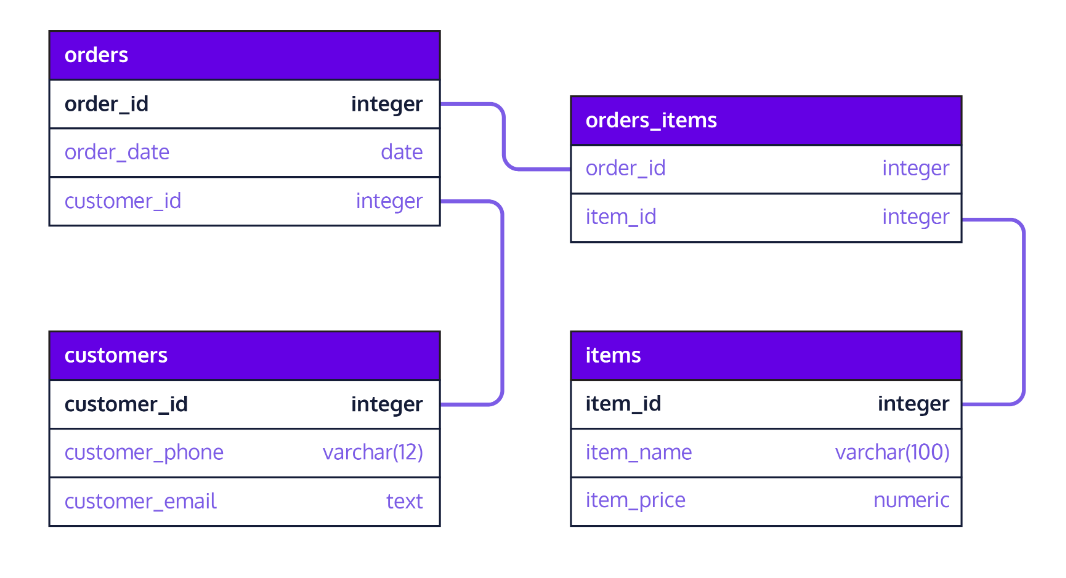 orders
order_id integer
order_date date
customer_id integer
orders_items
order_id integer
item_id integer
customers
customer_id integer
customer_phone varchar(12)
customer_email text
items
item_id integer
item_name varchar(100)
item_price numeric